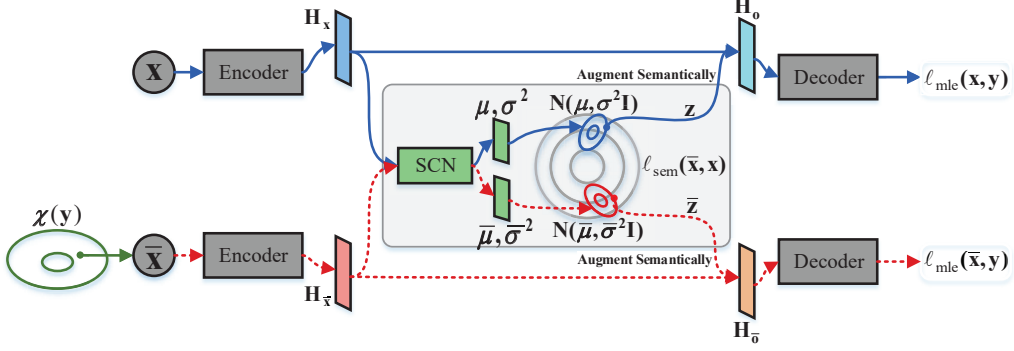 H_x
H_o
x
Encoder
Augment Semantically
Decoder
ℓ_mle(x, y)
μ, σ²
N(μ, σ²I)
z
SCN
ℓ_sem(x̄, x)
χ(y)
z̄
μ̄, σ̄²
N(μ̄, σ̄²I)
x̄
Encoder
Augment Semantically
Decoder
ℓ_mle(x̄, y)
H_x̄
H_ō